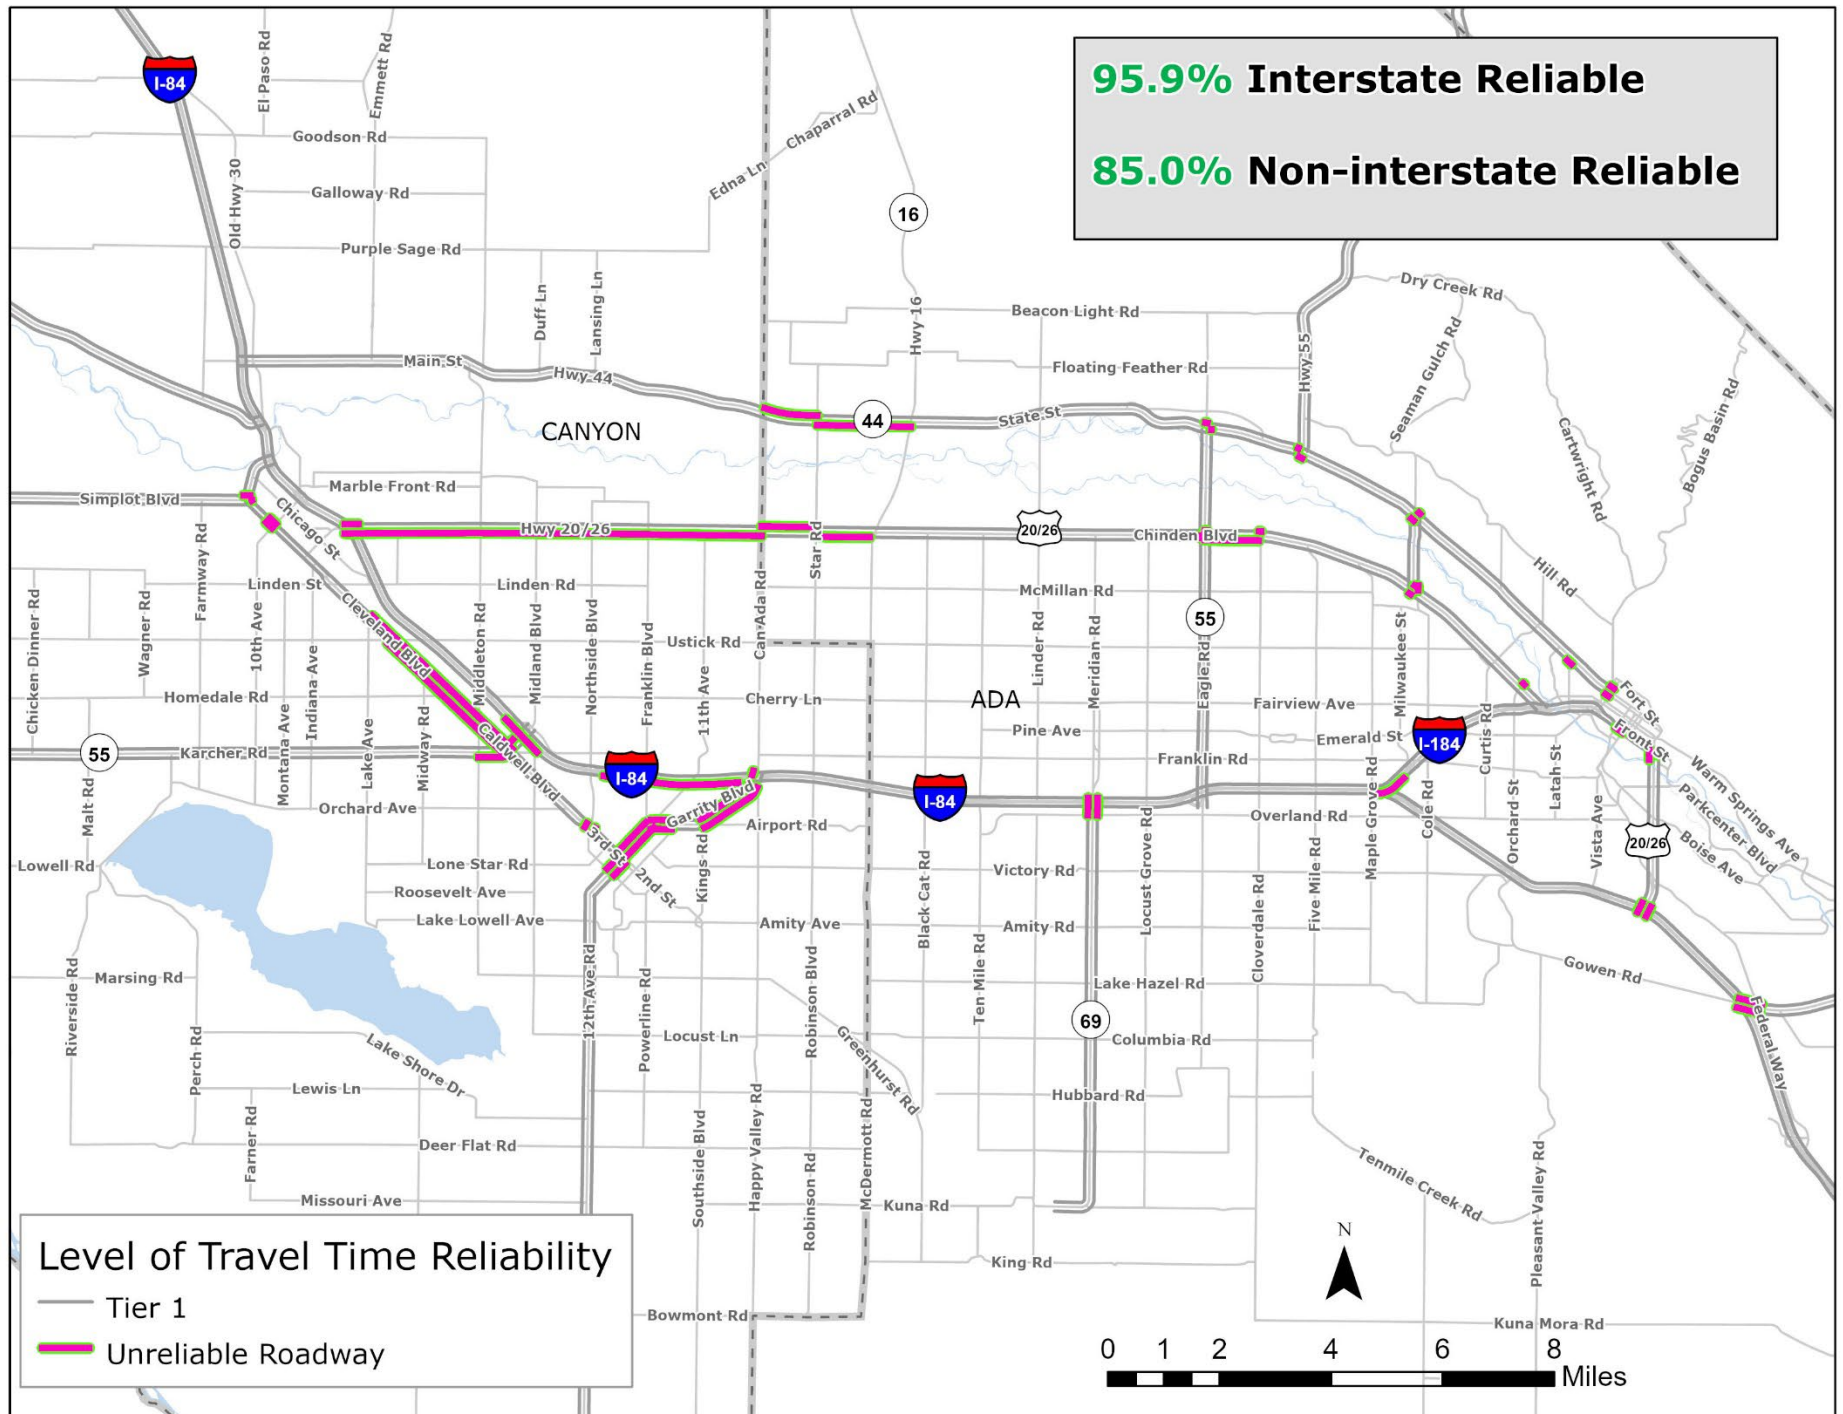 95.9% Interstate Reliable
85.0% Non-interstate Reliable
I-84
El Paso Rd
Emmett Rd
Goodson Rd
Old Hwy 30
Galloway Rd
Purple Sage Rd
Edna Ln
Chaparral Rd
16
Duff Ln
Lansing Ln
Hwy 16
Beacon Light Rd
Dry Creek Rd
Hwy 55
Seaman Gulch Rd
Main St
Hwy 44
Floating Feather Rd
Cartwright Rd
Bogus Basin Rd
CANYON
44
State St
Simplot Blvd
Marble Front Rd
Chicago St
Hwy 20/26
Star Rd
20/26
Chinden Blvd
Hill Rd
Farmway Rd
Linden St
Linden Rd
McMillan Rd
Chicken Dinner Rd
Wagner Rd
10th Ave
Indiana Ave
Cleveland Blvd
Middleton Rd
Midland Blvd
Northside Blvd
Franklin Blvd
Ustick Rd
Can-Ada Rd
11th Ave
Linder Rd
Meridian Rd
55
Eagle Rd
Milwaukee St
Homedale Rd
Cherry Ln
ADA
Fairview Ave
Fort St
Montana Ave
Lake Ave
Midway Rd
Caldwell Blvd
Pine Ave
Emerald St
I-184
Curtis Rd
Front St
55
Karcher Rd
Franklin Rd
Latah St
Warm Springs Ave
Malt Rd
I-84
Garrity Blvd
I-84
Maple Grove Rd
Cole Rd
Orchard St
Vista Ave
Parkcenter Blvd
Orchard Ave
3rd St
Airport Rd
Overland Rd
20/26
Boise Ave
Lowell Rd
Lone Star Rd
2nd St
Kings Rd
Victory Rd
Locust Grove Rd
Roosevelt Ave
Black Cat Rd
Cloverdale Rd
Five Mile Rd
Lake Lowell Ave
Amity Ave
Amity Rd
Riverside Rd
Marsing Rd
12th Ave Rd
Powerline Rd
Robinson Blvd
Ten Mile Rd
Lake Hazel Rd
Gowen Rd
Perch Rd
Lake Shore Dr
Locust Ln
Greenhurst Rd
69
Columbia Rd
Federal Way
Lewis Ln
Hubbard Rd
Farner Rd
Deer Flat Rd
Southside Blvd
Happy Valley Rd
Robinson Rd
McDermott Rd
Tenmile Creek Rd
Pleasant Valley Rd
Missouri Ave
Kuna Rd
King Rd
N
Bowmont Rd
Kuna Mora Rd
Level of Travel Time Reliability
Tier 1
Unreliable Roadway
0 1 2 4 6 8
Miles